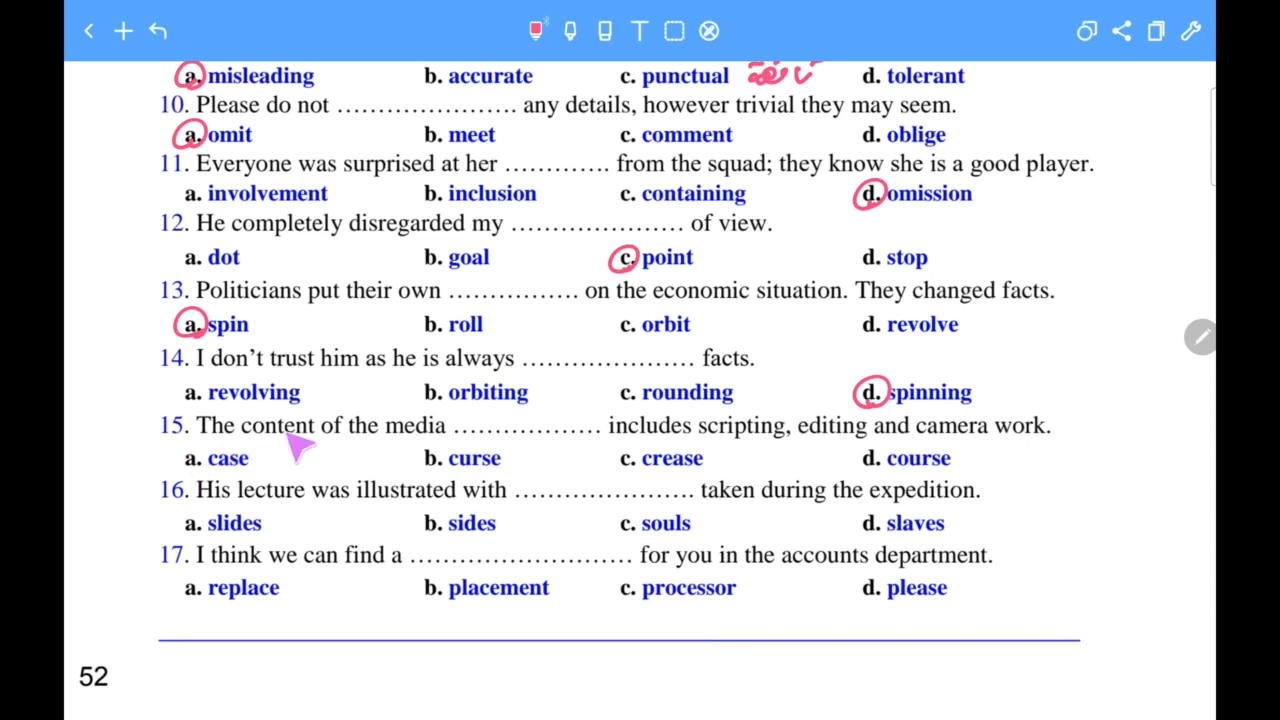 a. misleading b. accurate c. punctual d. tolerant
10. Please do not ..................... any details, however trivial they may seem.
a. omit b. meet c. comment d. oblige
11. Everyone was surprised at her ............. from the squad; they know she is a good player.
a. involvement b. inclusion c. containing d. omission
12. He completely disregarded my ..................... of view.
a. dot b. goal c. point d. stop
13. Politicians put their own ................ on the economic situation. They changed facts.
a. spin b. roll c. orbit d. revolve
14. I don’t trust him as he is always ..................... facts.
a. revolving b. orbiting c. rounding d. spinning
15. The content of the media .................. includes scripting, editing and camera work.
a. case b. curse c. crease d. course
16. His lecture was illustrated with ...................... taken during the expedition.
a. slides b. sides c. souls d. slaves
17. I think we can find a ........................... for you in the accounts department.
a. replace b. placement c. processor d. please
52